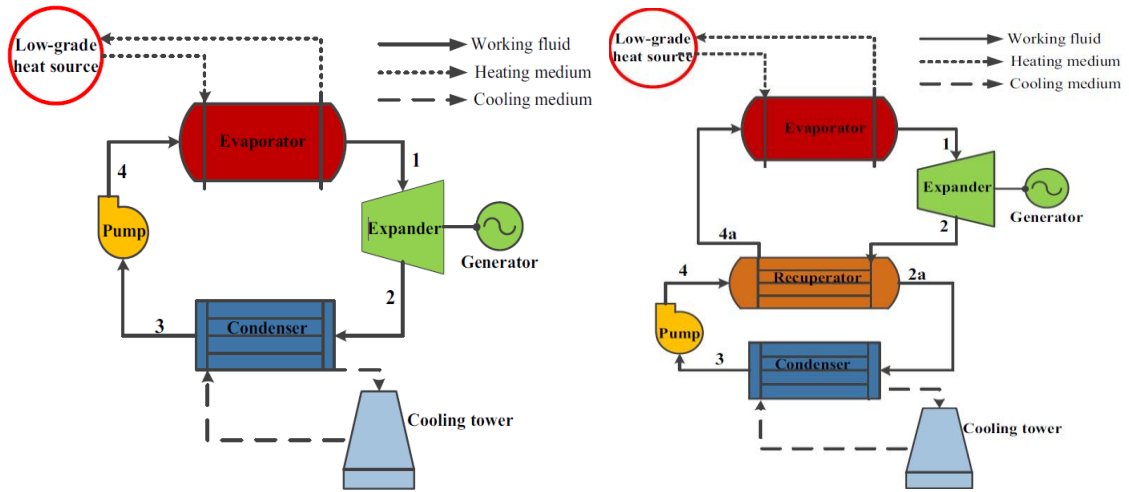 Low-grade
heat source
Working fluid
Heating medium
Cooling medium
Evaporator
4
1
Pump
Expander
Generator
2
3
Condenser
Cooling tower
Low-grade
heat source
Working fluid
Heating medium
Cooling medium
Evaporator
1
Expander
Generator
2
4a
Recuperator
2a
4
Pump
3
Condenser
Cooling tower